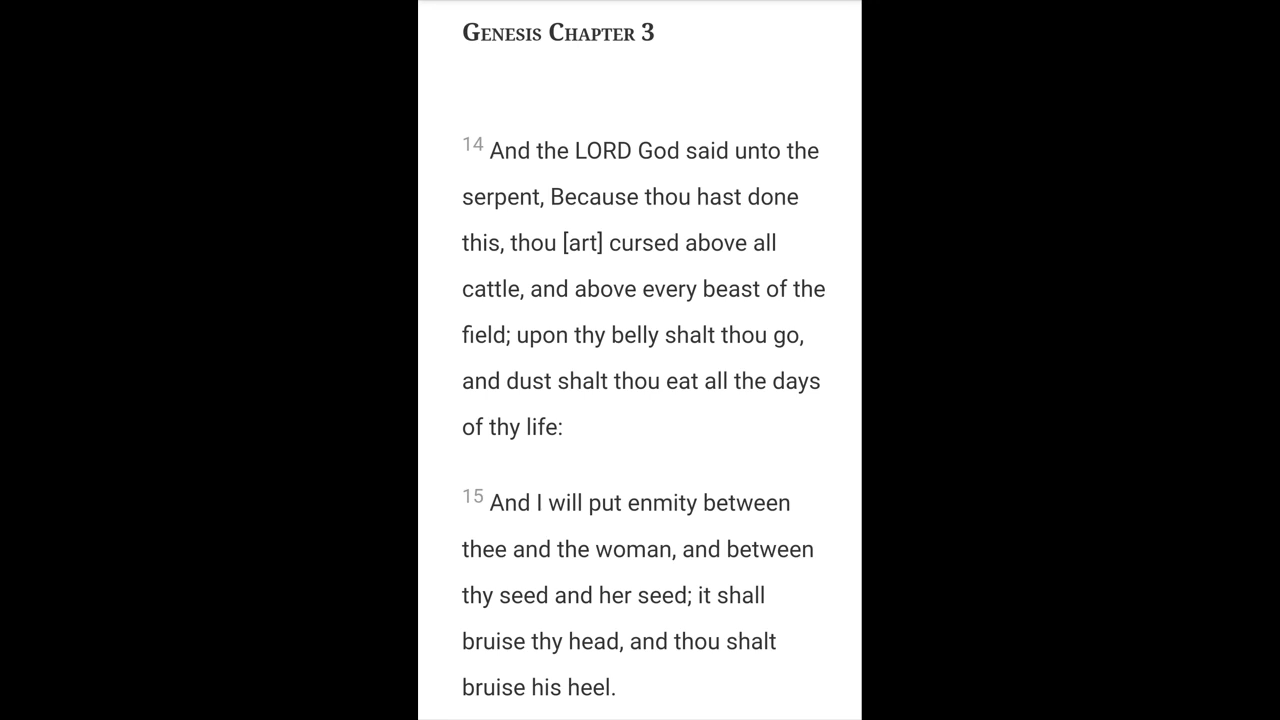 Genesis Chapter 3
14 And the LORD God said unto the
serpent, Because thou hast done
this, thou [art] cursed above all
cattle, and above every beast of the
field; upon thy belly shalt thou go,
and dust shalt thou eat all the days
of thy life:
15 And I will put enmity between
thee and the woman, and between
thy seed and her seed; it shall
bruise thy head, and thou shalt
bruise his heel.